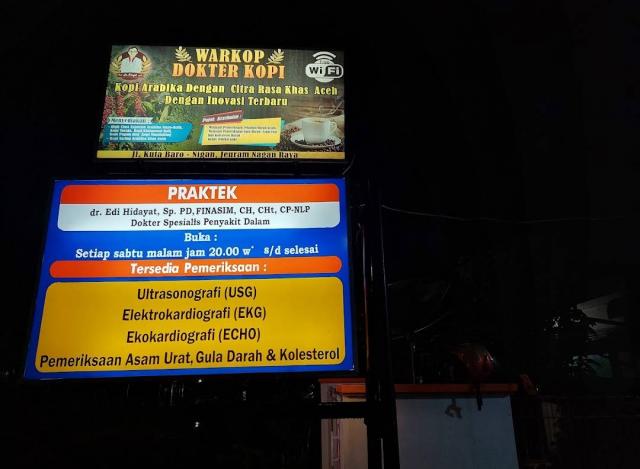 WARKOP
DOKTER KOPI
WiFi
Kopi Arabika Dengan Citra Rasa Khas Aceh
Dengan Inovasi Terbaru
Menyediakan :
Pojok Kesehatan :
Jl. Kuta Baro - Nigan, Jeuram Nagan Raya
PRAKTEK
dr. Edi Hidayat, Sp. PD, FINASIM, CH, CHt, CP-NLP
Dokter Spesialis Penyakit Dalam
Buka :
Setiap sabtu malam jam 20.00 w" s/d selesai
Tersedia Pemeriksaan :
Ultrasonografi (USG)
Elektrokardiografi (EKG)
Ekokardiografi (ECHO)
Pemeriksaan Asam Urat, Gula Darah & Kolesterol